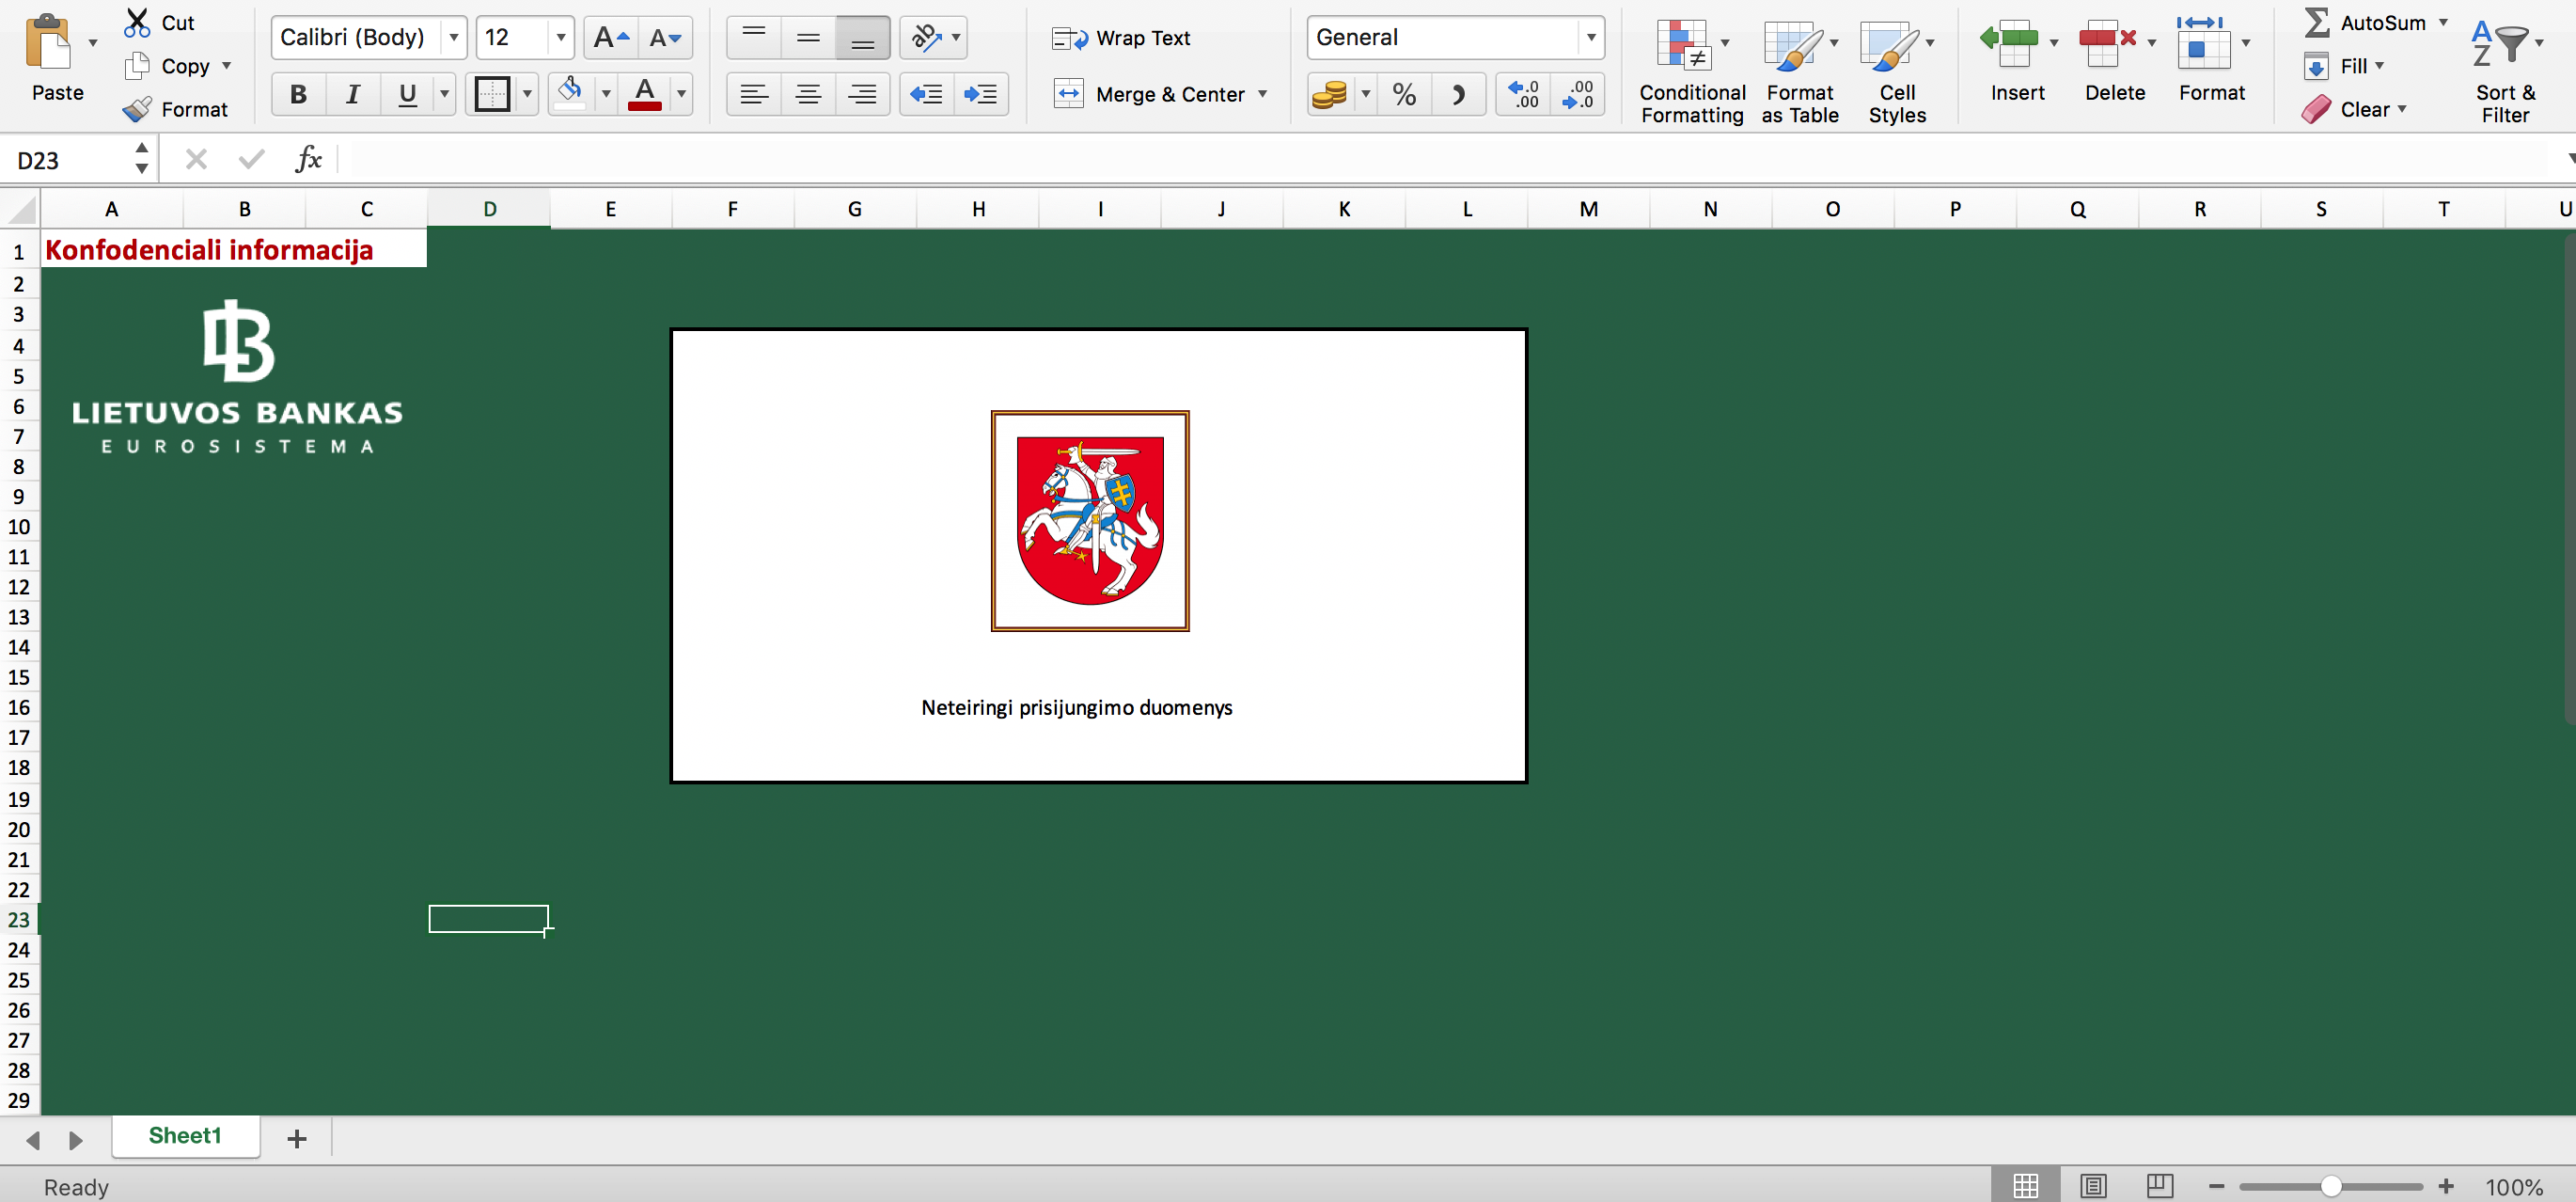 Cut
Copy
Format
Paste
Calibri (Body)
12
A A
B I U A
ab
Wrap Text
Merge & Center
General
%
.0 .00
.00 .0
Conditional Formatting
Format as Table
Cell Styles
Insert
Delete
Format
AutoSum
Fill
Clear
A Z
Sort & Filter
D23
fx
A B C D E F G H I J K L M N O P Q R S T U
1
Konfodenciali informacija
2
3
4
5
6
7
8
9
10
11
12
13
14
15
16
17
18
19
20
21
22
23
24
25
26
27
28
29
LIETUVOS BANKAS
EUROSISTEMA
Neteiringi prisijungimo duomenys
Sheet1
Ready
100%